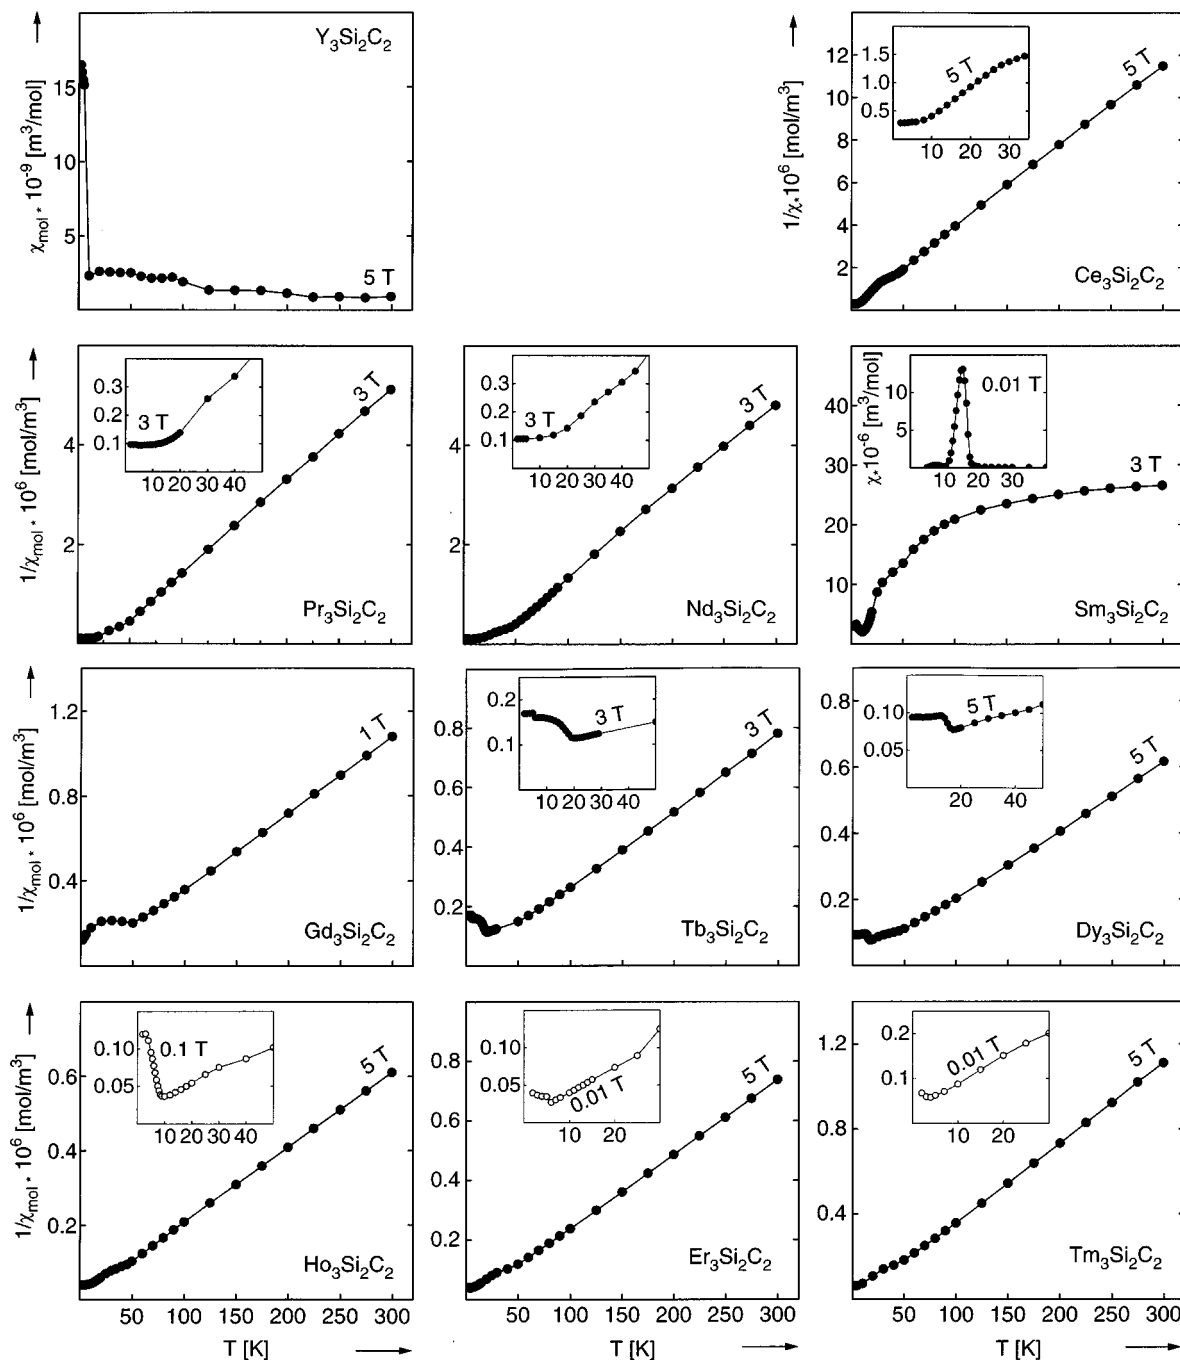 Y3Si2C2
χmol * 10-9 [m3/mol]
15
10
5
5 T
1/χ*10^6 [mol/m3]
12
10
8
6
4
2
1.5
1.0
0.5
5 T
10 20 30
5 T
Ce3Si2C2
1/χmol * 10^6 [mol/m3]
4
2
0.3
0.2
0.1
3 T
10 20 30 40
3 T
Pr3Si2C2
4
2
0.3
0.2
0.1
3 T
10 20 30 40
3 T
Nd3Si2C2
χ*10-6 [m3/mol]
10
5
0.01 T
10 20 30
40
30
20
10
3 T
Sm3Si2C2
1/χmol * 10^6 [mol/m3]
1.2
0.8
0.4
1 T
Gd3Si2C2
0.8
0.6
0.4
0.2
0.2
0.1
3 T
10 20 30 40
3 T
Tb3Si2C2
0.8
0.6
0.4
0.2
0.10
0.05
5 T
20 40
5 T
Dy3Si2C2
1/χmol * 10^6 [mol/m3]
0.6
0.4
0.2
0.10
0.05
0.1 T
10 20 30 40
5 T
Ho3Si2C2
0.8
0.6
0.4
0.2
0.10
0.05
0.01 T
10 20
5 T
Er3Si2C2
1.2
0.8
0.4
0.2
0.1
0.01 T
10 20
5 T
Tm3Si2C2
50 100 150 200 250 300
50 100 150 200 250 300
50 100 150 200 250 300
T [K]
T [K]
T [K]